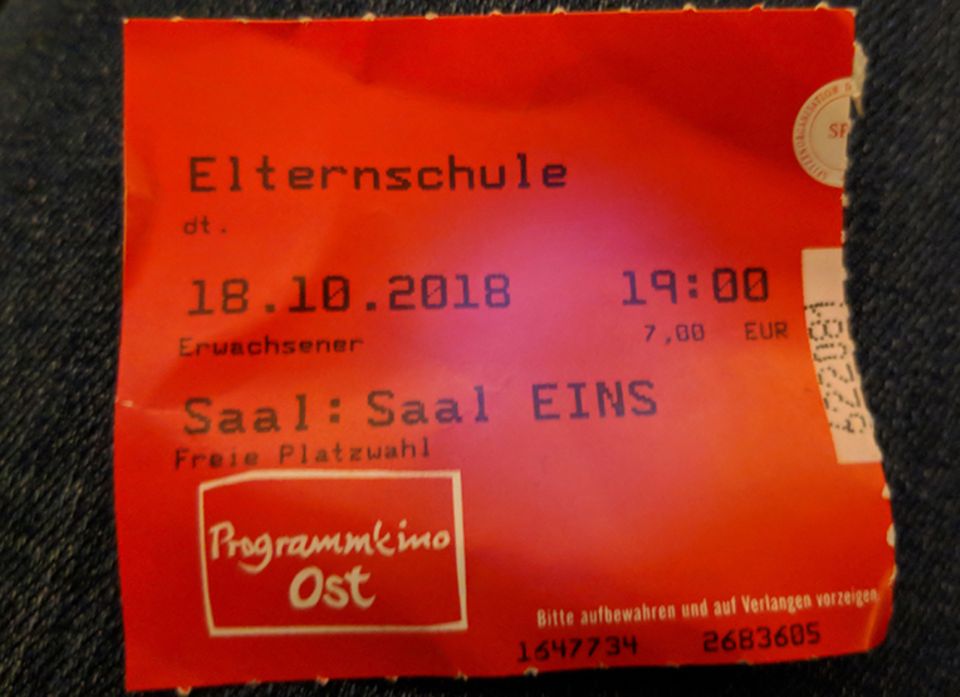 Elternschule
dt.
18.10.2018 19:00
Erwachsener 7,00 EUR
Saal: Saal EINS
Freie Platzwahl
Programmkino
Ost
Bitte aufbewahren und auf Verlangen vorzeigen
1647734 2683605